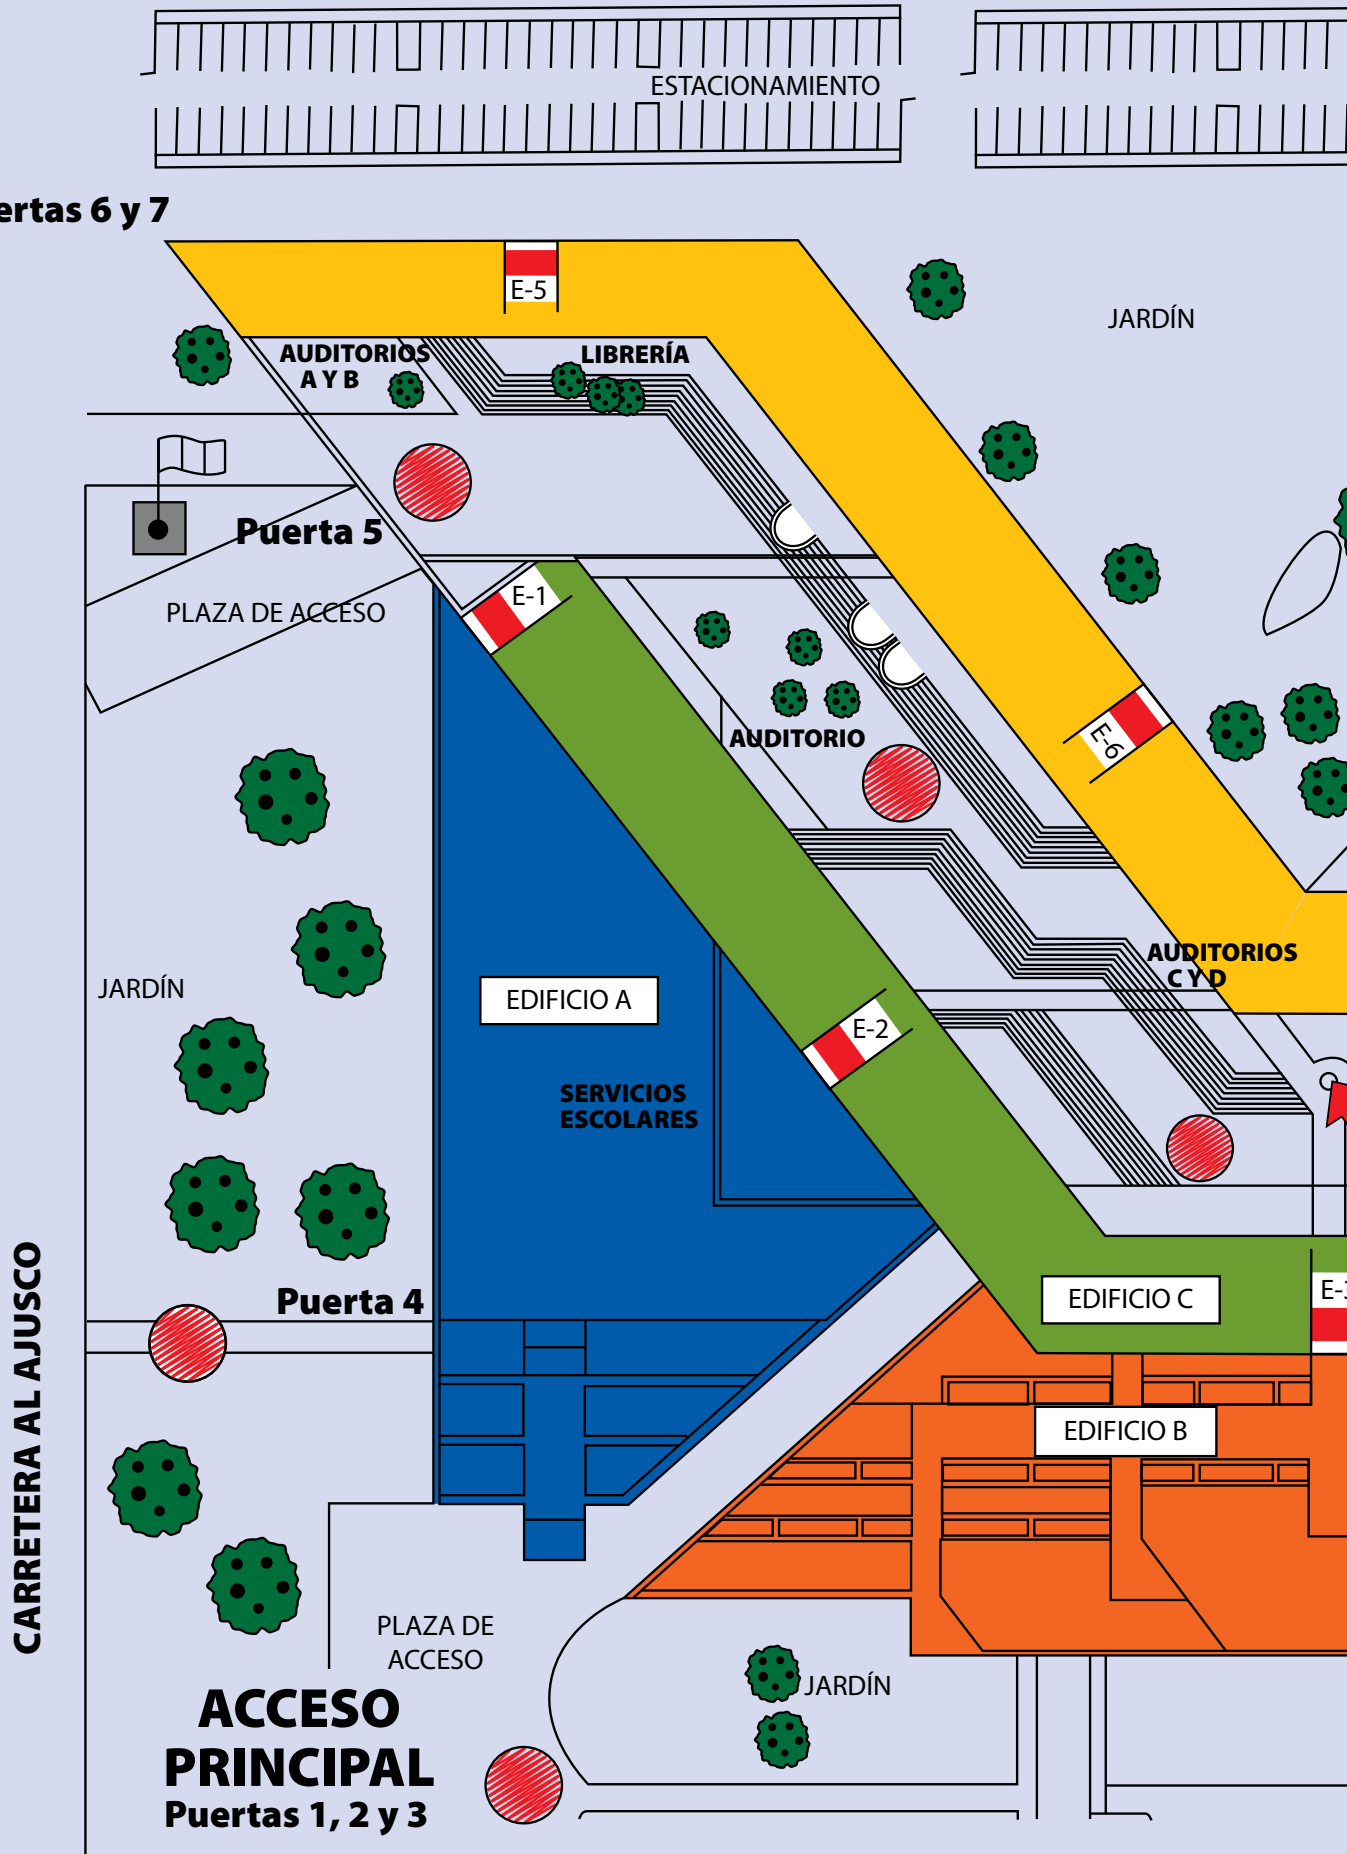 ESTACIONAMIENTO
ertas 6 y 7
E-5
JARDÍN
AUDITORIOS
A Y B
LIBRERÍA
Puerta 5
E-1
PLAZA DE ACCESO
E-6
AUDITORIO
AUDITORIOS
C Y D
JARDÍN
EDIFICIO A
E-2
SERVICIOS
ESCOLARES
Puerta 4
EDIFICIO C
E-3
CARRETERA AL AJUSCO
EDIFICIO B
PLAZA DE
ACCESO
JARDÍN
ACCESO
PRINCIPAL
Puertas 1, 2 y 3